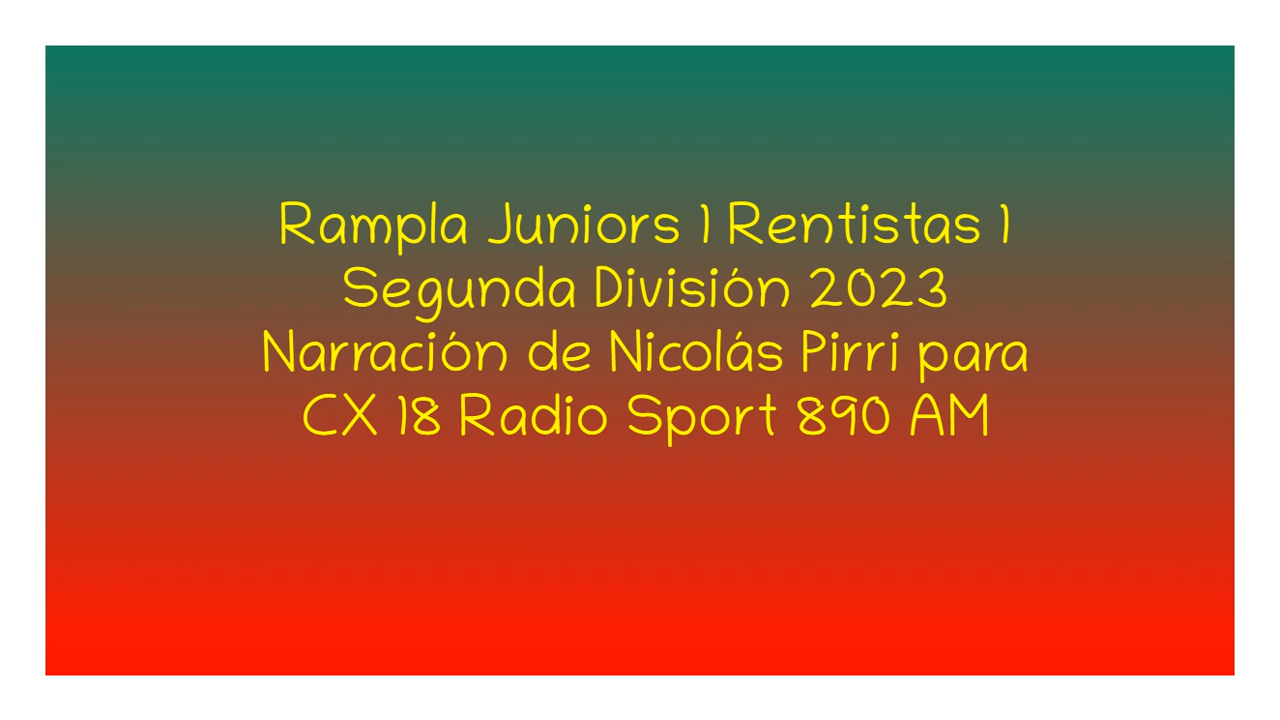 Rampla Juniors 1 Rentistas 1
Segunda División 2023
Narración de Nicolás Pirri para
CX 18 Radio Sport 890 AM